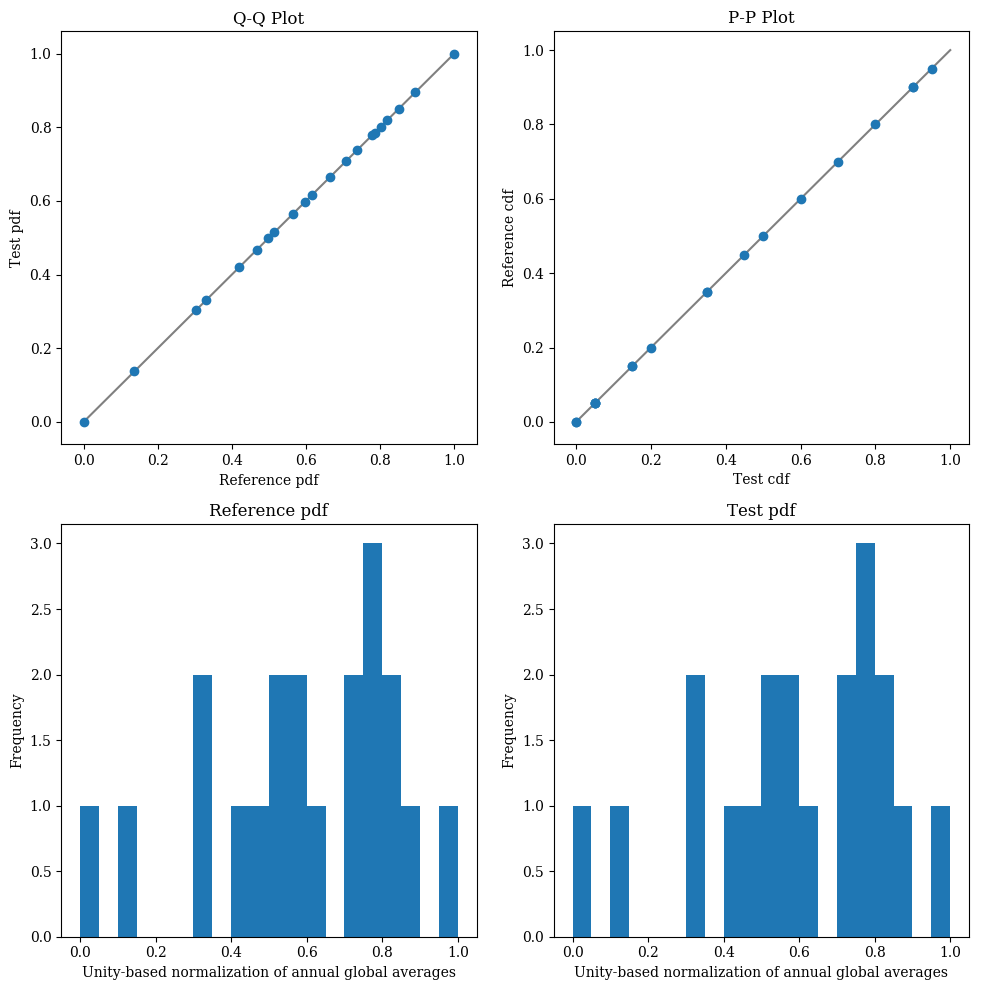 Q-Q Plot
1.0
0.8
0.6
0.4
0.2
0.0
Test pdf
0.0 0.2 0.4 0.6 0.8 1.0
Reference pdf
P-P Plot
1.0
0.8
0.6
0.4
0.2
0.0
Reference cdf
0.0 0.2 0.4 0.6 0.8 1.0
Test cdf
Reference pdf
3.0
2.5
2.0
1.5
1.0
0.5
0.0
Frequency
0.0 0.2 0.4 0.6 0.8 1.0
Unity-based normalization of annual global averages
Test pdf
3.0
2.5
2.0
1.5
1.0
0.5
0.0
Frequency
0.0 0.2 0.4 0.6 0.8 1.0
Unity-based normalization of annual global averages